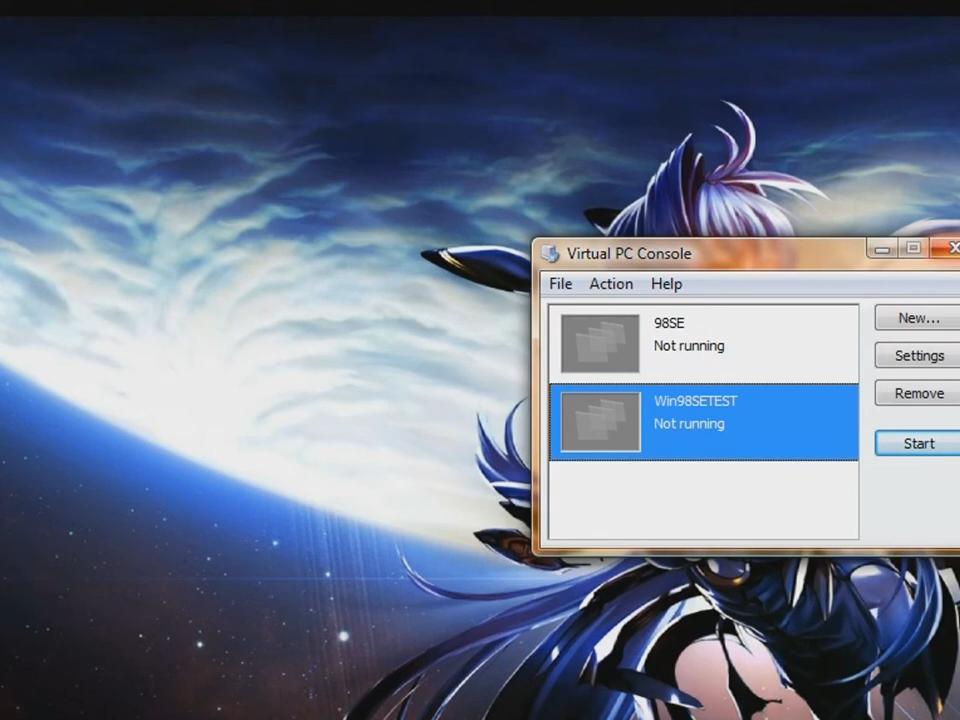 Virtual PC Console
File Action Help
98SE
Not running
Win98SETEST
Not running
New...
Settings
Remove
Start